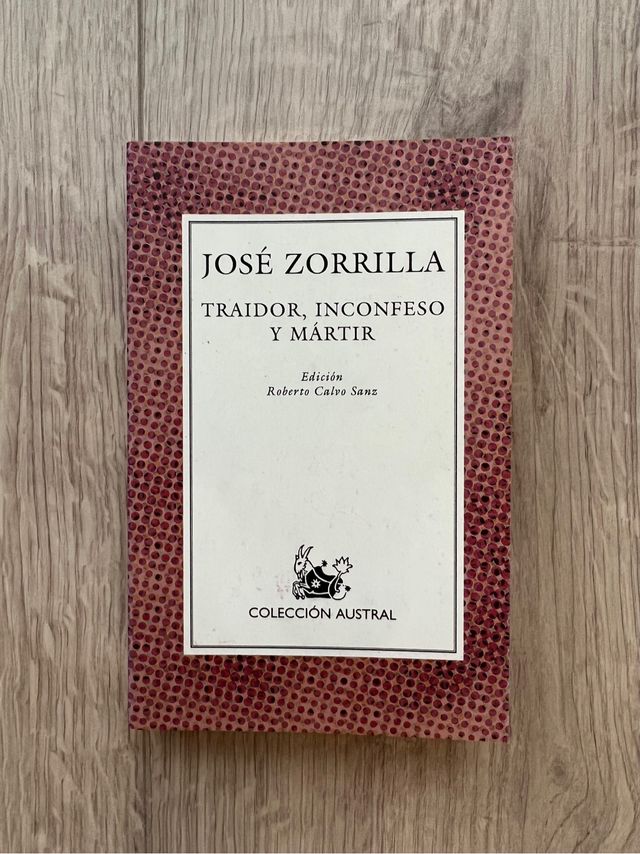 JOSÉ ZORRILLA
TRAIDOR, INCONFESO
Y MÁRTIR
Edición
Roberto Calvo Sanz
COLECCIÓN AUSTRAL